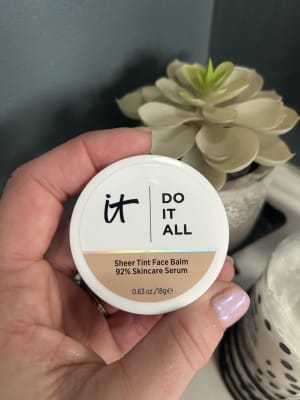 it
DO
IT
ALL
Sheer Tint Face Balm
92% Skincare Serum
0.63 oz./18g℮